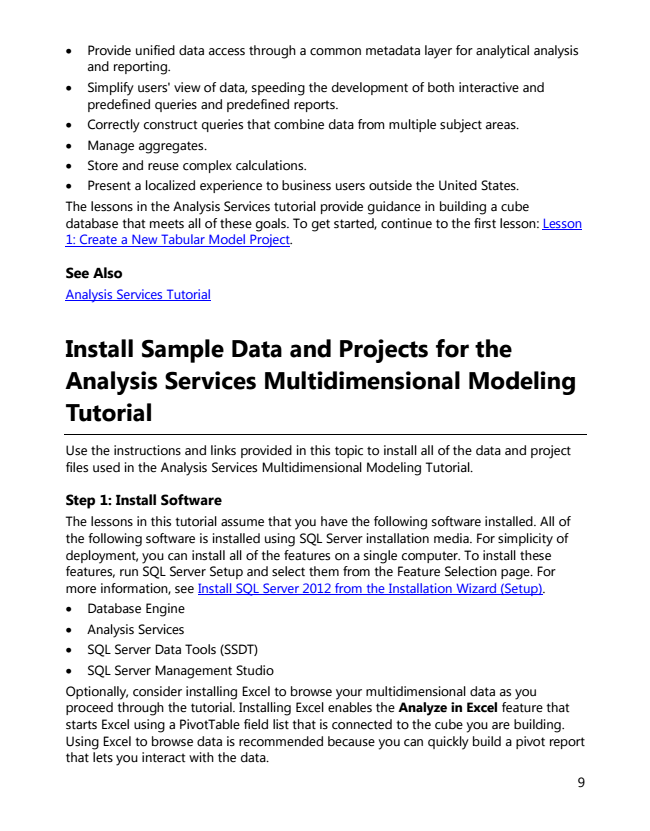 • Provide unified data access through a common metadata layer for analytical analysis
and reporting.
• Simplify users' view of data, speeding the development of both interactive and
predefined queries and predefined reports.
• Correctly construct queries that combine data from multiple subject areas.
• Manage aggregates.
• Store and reuse complex calculations.
• Present a localized experience to business users outside the United States.
The lessons in the Analysis Services tutorial provide guidance in building a cube
database that meets all of these goals. To get started, continue to the first lesson: Lesson
1: Create a New Tabular Model Project.
See Also
Analysis Services Tutorial
Install Sample Data and Projects for the
Analysis Services Multidimensional Modeling
Tutorial
Use the instructions and links provided in this topic to install all of the data and project
files used in the Analysis Services Multidimensional Modeling Tutorial.
Step 1: Install Software
The lessons in this tutorial assume that you have the following software installed. All of
the following software is installed using SQL Server installation media. For simplicity of
deployment, you can install all of the features on a single computer. To install these
features, run SQL Server Setup and select them from the Feature Selection page. For
more information, see Install SQL Server 2012 from the Installation Wizard (Setup).
• Database Engine
• Analysis Services
• SQL Server Data Tools (SSDT)
• SQL Server Management Studio
Optionally, consider installing Excel to browse your multidimensional data as you
proceed through the tutorial. Installing Excel enables the Analyze in Excel feature that
starts Excel using a PivotTable field list that is connected to the cube you are building.
Using Excel to browse data is recommended because you can quickly build a pivot report
that lets you interact with the data.
9